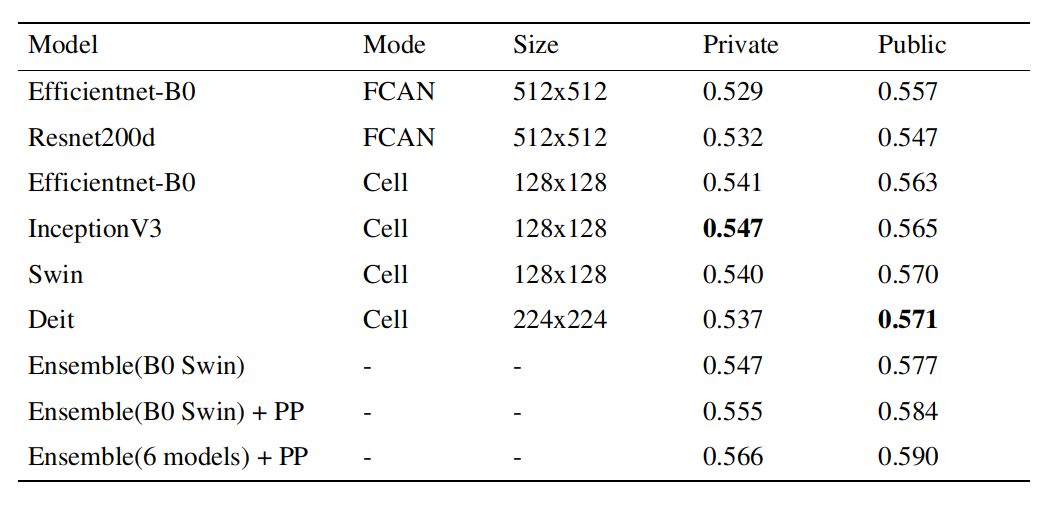 Model Mode Size Private Public
Efficientnet-B0 FCAN 512x512 0.529 0.557
Resnet200d FCAN 512x512 0.532 0.547
Efficientnet-B0 Cell 128x128 0.541 0.563
InceptionV3 Cell 128x128 0.547 0.565
Swin Cell 128x128 0.540 0.570
Deit Cell 224x224 0.537 0.571
Ensemble(B0 Swin) - - 0.547 0.577
Ensemble(B0 Swin) + PP - - 0.555 0.584
Ensemble(6 models) + PP - - 0.566 0.590